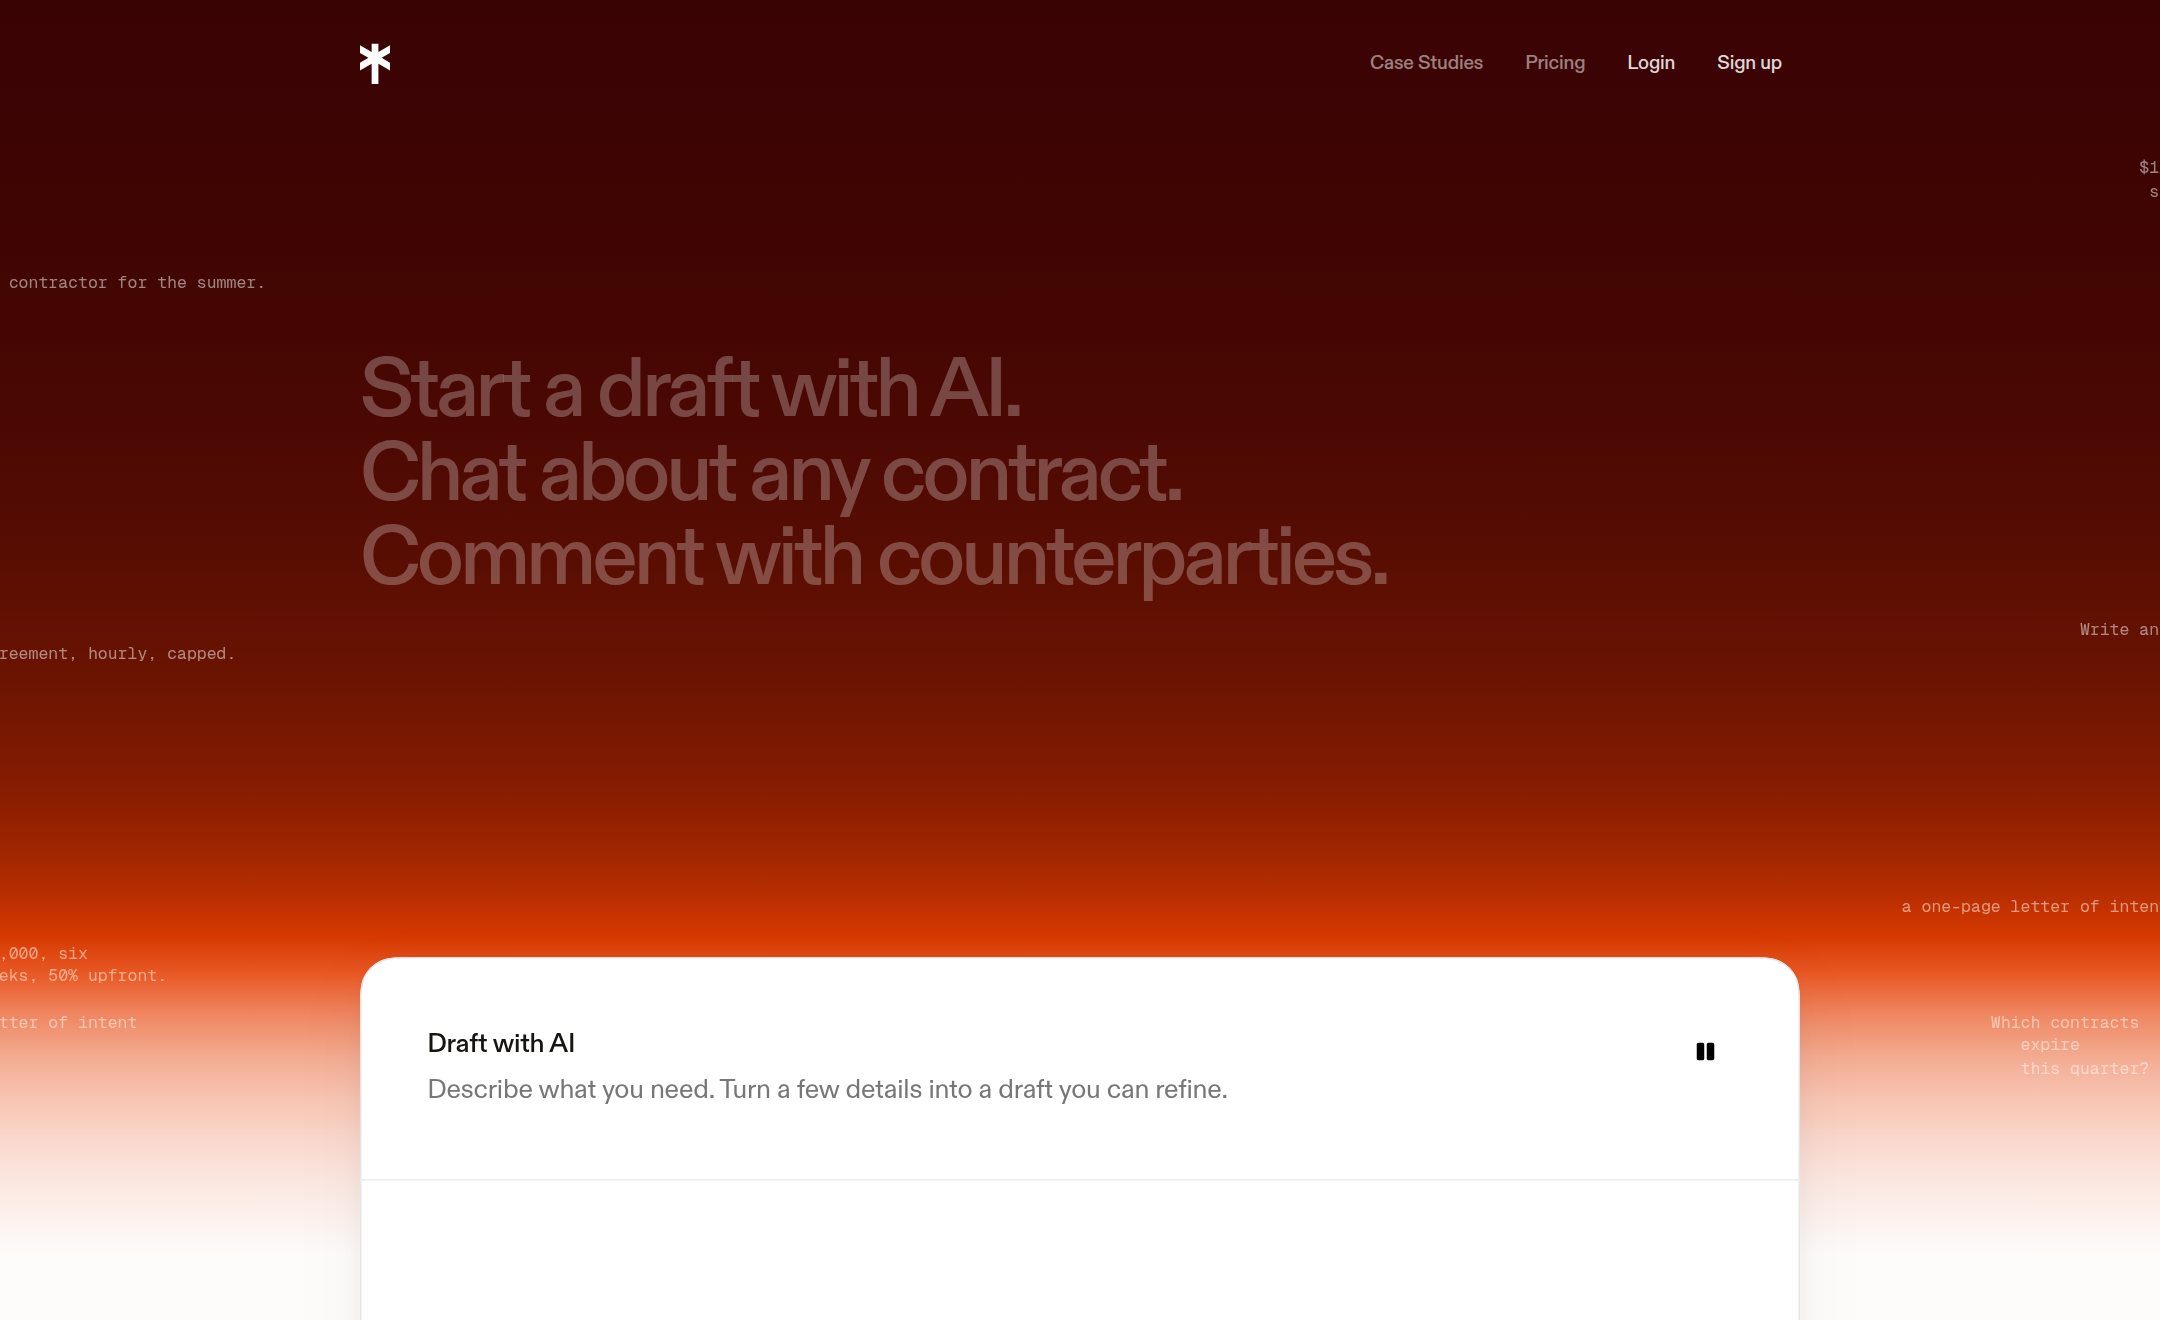 Case Studies Pricing Login Sign up
$1
s
contractor for the summer.
Start a draft with AI.
Chat about any contract.
Comment with counterparties.
Write an
reement, hourly, capped.
a one-page letter of inten
,000, six
eks, 50% upfront.
tter of intent
Which contracts
expire
this quarter?
Draft with AI
Describe what you need. Turn a few details into a draft you can refine.